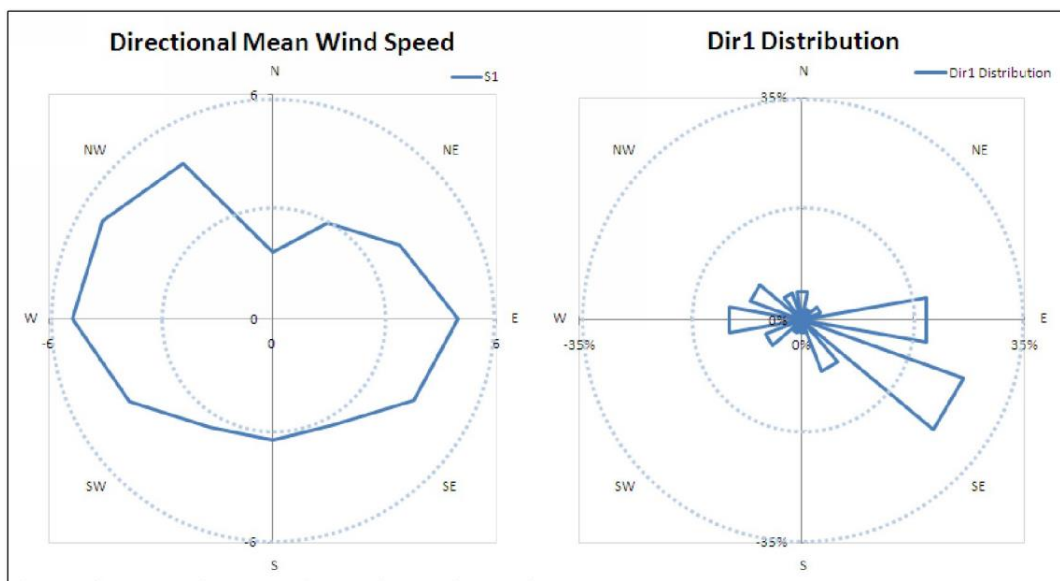 Directional Mean Wind Speed
S1
N
6
NW
NE
W
E
-6
0
0
6
SW
SE
-6
S
Dir1 Distribution
Dir1 Distribution
N
35%
NW
NE
W
0%
E
-35%
0%
35%
SW
SE
-35%
S